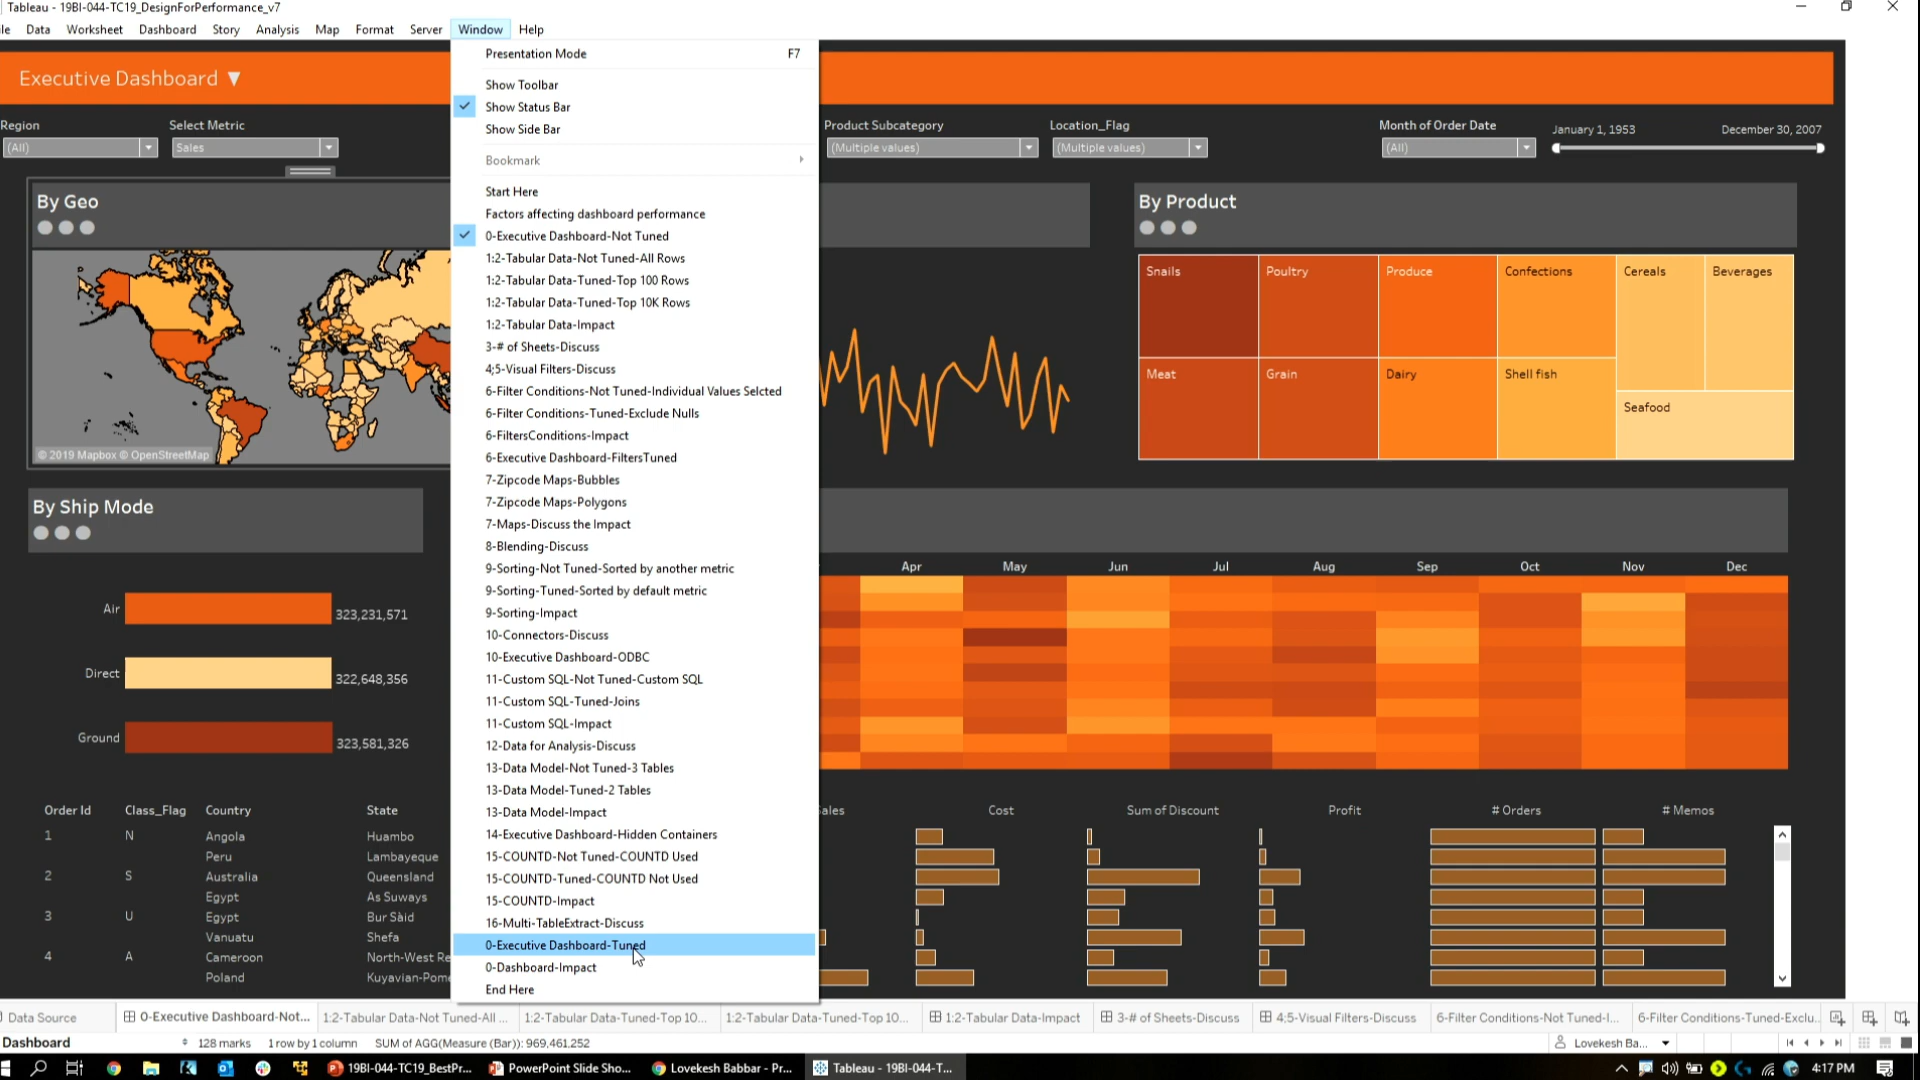 Tableau - 19BI-044-TC19_DesignForPerformance_v7
le Data Worksheet Dashboard Story Analysis Map Format Server Window Help
Executive Dashboard ▼
Region
(All)
Select Metric
Sales
Product Subcategory
(Multiple values)
Location_Flag
(Multiple values)
Month of Order Date
(All)
January 1, 1953 December 30, 2007
Presentation Mode F7
Show Toolbar
Show Status Bar
Show Side Bar
Bookmark
Start Here
Factors affecting dashboard performance
0-Executive Dashboard-Not Tuned
1:2-Tabular Data-Not Tuned-All Rows
1:2-Tabular Data-Tuned-Top 100 Rows
1:2-Tabular Data-Tuned-Top 10K Rows
1:2-Tabular Data-Impact
3-# of Sheets-Discuss
4;5-Visual Filters-Discuss
6-Filter Conditions-Not Tuned-Individual Values Selcted
6-Filter Conditions-Tuned-Exclude Nulls
6-FiltersConditions-Impact
6-Executive Dashboard-FiltersTuned
7-Zipcode Maps-Bubbles
7-Zipcode Maps-Polygons
7-Maps-Discuss the Impact
8-Blending-Discuss
9-Sorting-Not Tuned-Sorted by another metric
9-Sorting-Tuned-Sorted by default metric
9-Sorting-Impact
10-Connectors-Discuss
10-Executive Dashboard-ODBC
11-Custom SQL-Not Tuned-Custom SQL
11-Custom SQL-Tuned-Joins
11-Custom SQL-Impact
12-Data for Analysis-Discuss
13-Data Model-Not Tuned-3 Tables
13-Data Model-Tuned-2 Tables
13-Data Model-Impact
14-Executive Dashboard-Hidden Containers
15-COUNTD-Not Tuned-COUNTD Used
15-COUNTD-Tuned-COUNTD Not Used
15-COUNTD-Impact
16-Multi-TableExtract-Discuss
0-Executive Dashboard-Tuned
0-Dashboard-Impact
End Here
By Geo
© 2019 Mapbox © OpenStreetMap
By Product
Snails Poultry Produce Confections Cereals Beverages
Meat Grain Dairy Shell fish
Seafood
By Ship Mode
Air 323,231,571
Direct 322,648,356
Ground 323,581,326
Apr May Jun Jul Aug Sep Oct Nov Dec
Order Id Class_Flag Country State Sales Cost Sum of Discount Profit # Orders # Memos
1 N Angola Huambo
Peru Lambayeque
2 S Australia Queensland
Egypt As Suways
3 U Egypt Bur Sàid
Vanuatu Shefa
4 A Cameroon North-West Re
Poland Kuyavian-Pome
Data Source 0-Executive Dashboard-Not... 1:2-Tabular Data-Not Tuned-All ... 1:2-Tabular Data-Tuned-Top 10... 1:2-Tabular Data-Tuned-Top 10... 1:2-Tabular Data-Impact 3-# of Sheets-Discuss 4;5-Visual Filters-Discuss 6-Filter Conditions-Not Tuned-I... 6-Filter Conditions-Tuned-Exclu...
Dashboard 128 marks 1 row by 1 column SUM of AGG(Measure (Bar)): 969,461,252 Lovekesh Ba...
19BI-044-TC19_BestPr... PowerPoint Slide Sho... Lovekesh Babbar - Pr... Tableau - 19BI-044-T... 4:17 PM